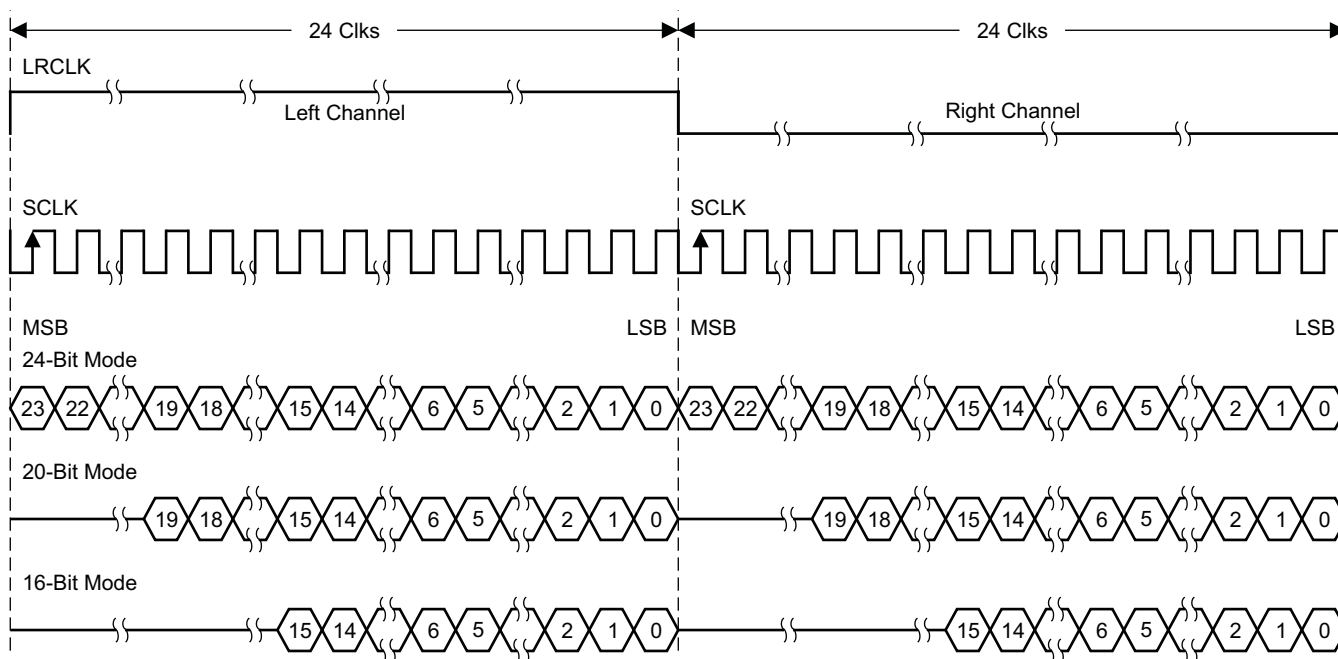 24 Clks 24 Clks
LRCLK
Left Channel Right Channel
SCLK SCLK
MSB LSB MSB LSB
24-Bit Mode
23 22 19 18 15 14 6 5 2 1 0 23 22 19 18 15 14 6 5 2 1 0
20-Bit Mode
19 18 15 14 6 5 2 1 0 19 18 15 14 6 5 2 1 0
16-Bit Mode
15 14 6 5 2 1 0 15 14 6 5 2 1 0